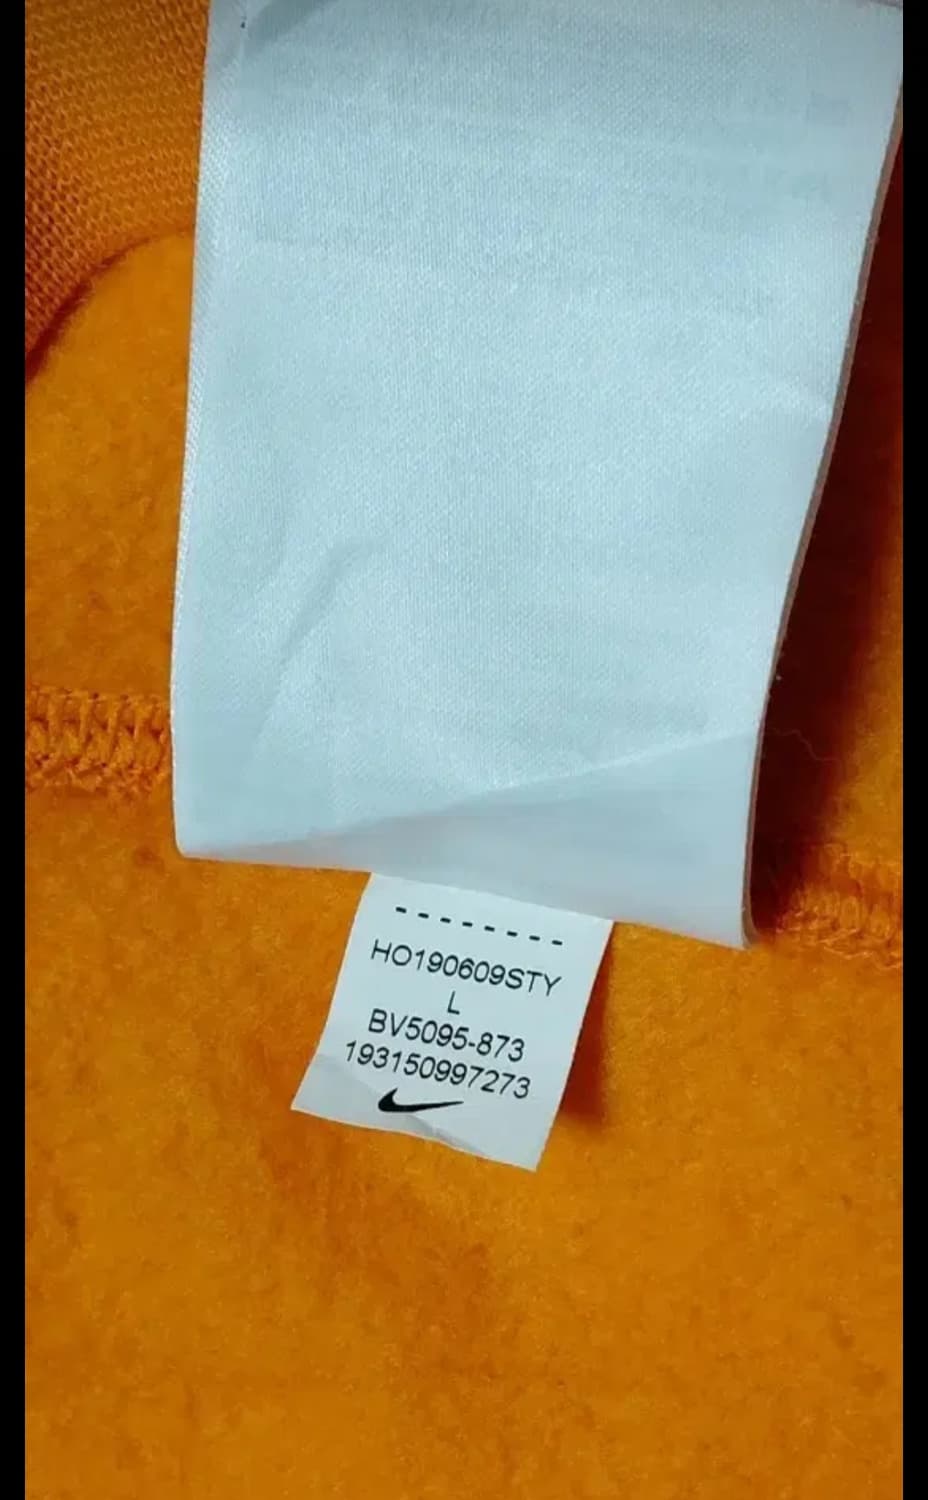 --------
HO190609STY
L
BV5095-873
193150997273